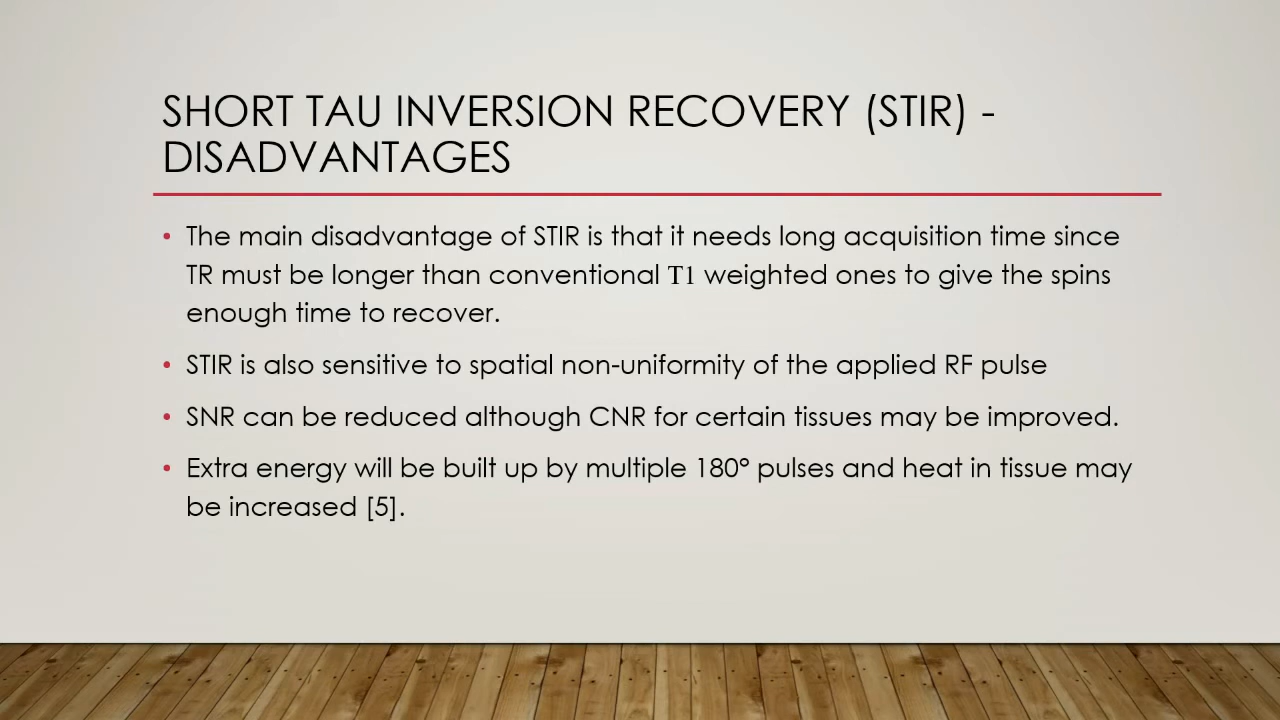 SHORT TAU INVERSION RECOVERY (STIR) -
DISADVANTAGES
• The main disadvantage of STIR is that it needs long acquisition time since
TR must be longer than conventional T1 weighted ones to give the spins
enough time to recover.
• STIR is also sensitive to spatial non-uniformity of the applied RF pulse
• SNR can be reduced although CNR for certain tissues may be improved.
• Extra energy will be built up by multiple 180° pulses and heat in tissue may
be increased [5].